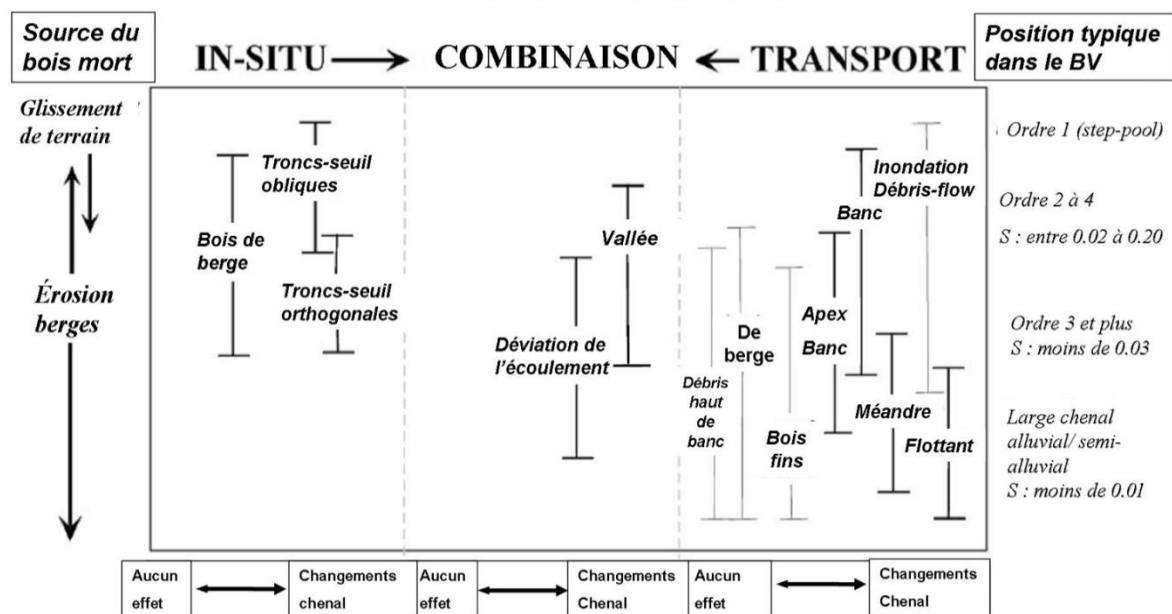 Source du
bois mort
IN-SITU
COMBINAISON
TRANSPORT
Position typique
dans le BV
Glissement
de terrain
Érosion
berges
Bois de
berge
Troncs-seuil
obliques
Troncs-seuil
orthogonales
Déviation de
l'écoulement
Vallée
Débris
haut
de
banc
De
berge
Bois
fins
Apex
Banc
Banc
Méandre
Inondation
Débris-flow
Flottant
Ordre 1 (step-pool)
Ordre 2 à 4
S : entre 0.02 à 0.20
Ordre 3 et plus
S : moins de 0.03
Large chenal
alluvial/ semi-
alluvial
S : moins de 0.01
Aucun
effet
Changements
chenal
Aucun
effet
Changements
Chenal
Aucun
effet
Changements
Chenal